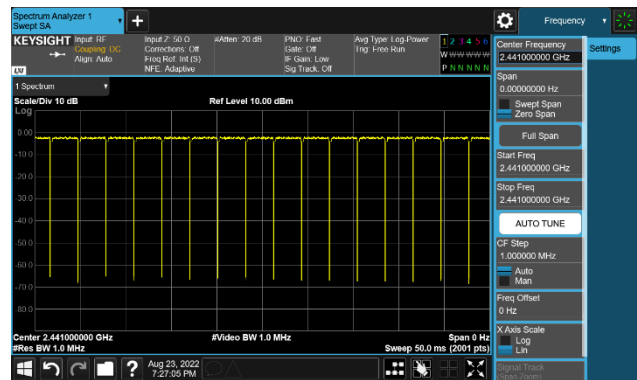 Spectrum Analyzer 1
Swept SA
Frequency
KEYSIGHT
Input: RF
Coupling: DC
Align: Auto
Input Z: 50 Ω
Corrections: Off
Freq Ref: Int (S)
NFE: Adaptive
#Atten: 20 dB
PNO: Fast
Gate: Off
IF Gain: Low
Sig Track: Off
Avg Type: Log-Power
Trig: Free Run
1 2 3 4 5 6
W W W W W W
P N N N N N
LXI
1 Spectrum
Scale/Div 10 dB
Ref Level 10.00 dBm
Log
0.00
-10.0
-20.0
-30.0
-40.0
-50.0
-60.0
-70.0
-80.0
Center 2.441000000 GHz
#Video BW 1.0 MHz
Span 0 Hz
#Res BW 1.0 MHz
Sweep 50.0 ms (2001 pts)
Aug 23, 2022
7:27:05 PM
Center Frequency
2.441000000 GHz
Settings
Span
0.00000000 Hz
Swept Span
Zero Span
Full Span
Start Freq
2.441000000 GHz
Stop Freq
2.441000000 GHz
AUTO TUNE
CF Step
1.000000 MHz
Auto
Man
Freq Offset
0 Hz
X Axis Scale
Log
Lin
Signal Track
(Span Zoom)